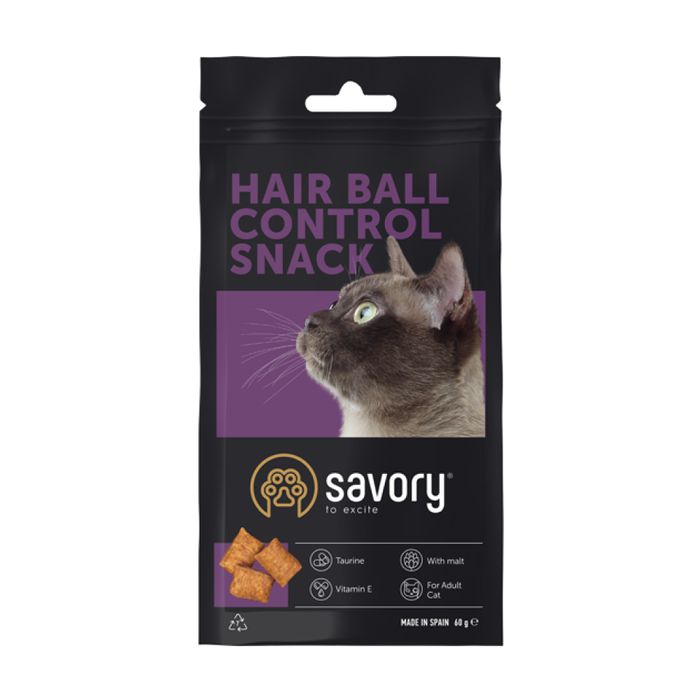 HAIR BALL
CONTROL
SNACK
savory®
to excite
Taurine
With malt
Vitamin E
For Adult
Cat
MADE IN SPAIN 60 g ℮